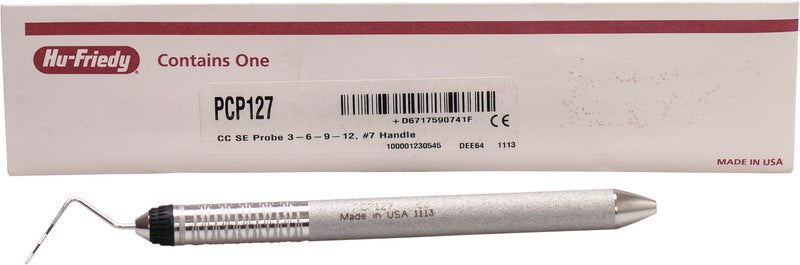 Hu-Friedy
Contains One
PCP127
+D6717590741F
CE
CC SE Probe 3-6-9-12, #7 Handle
100001230545 DEE64 1113
MADE IN USA
PCP127
Made in USA 1113